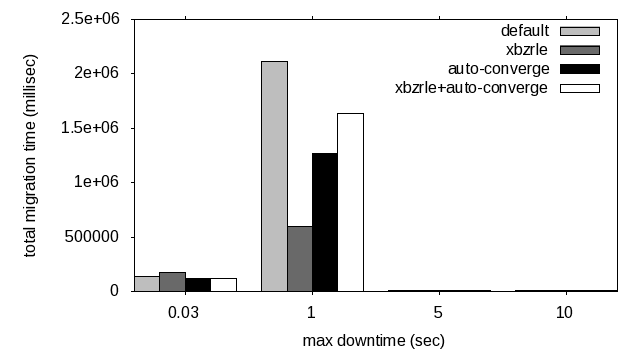 2.5e+06
2e+06
1.5e+06
1e+06
500000
0
total migration time (millisec)
default
xbzrle
auto-converge
xbzrle+auto-converge
0.03 1 5 10
max downtime (sec)